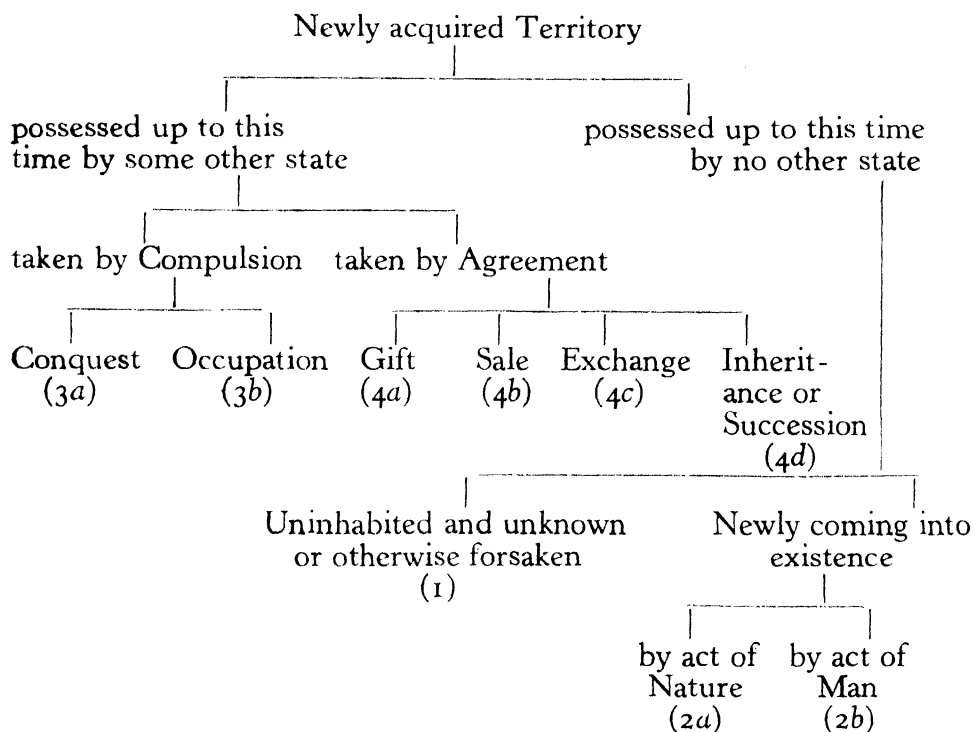 Newly acquired Territory
possessed up to this
time by some other state
possessed up to this time
by no other state
taken by Compulsion
taken by Agreement
Conquest
(3a)
Occupation
(3b)
Gift
(4a)
Sale
(4b)
Exchange
(4c)
Inherit-
ance or
Succession
(4d)
Uninhabited and unknown
or otherwise forsaken
(1)
Newly coming into
existence
by act of
Nature
(2a)
by act of
Man
(2b)